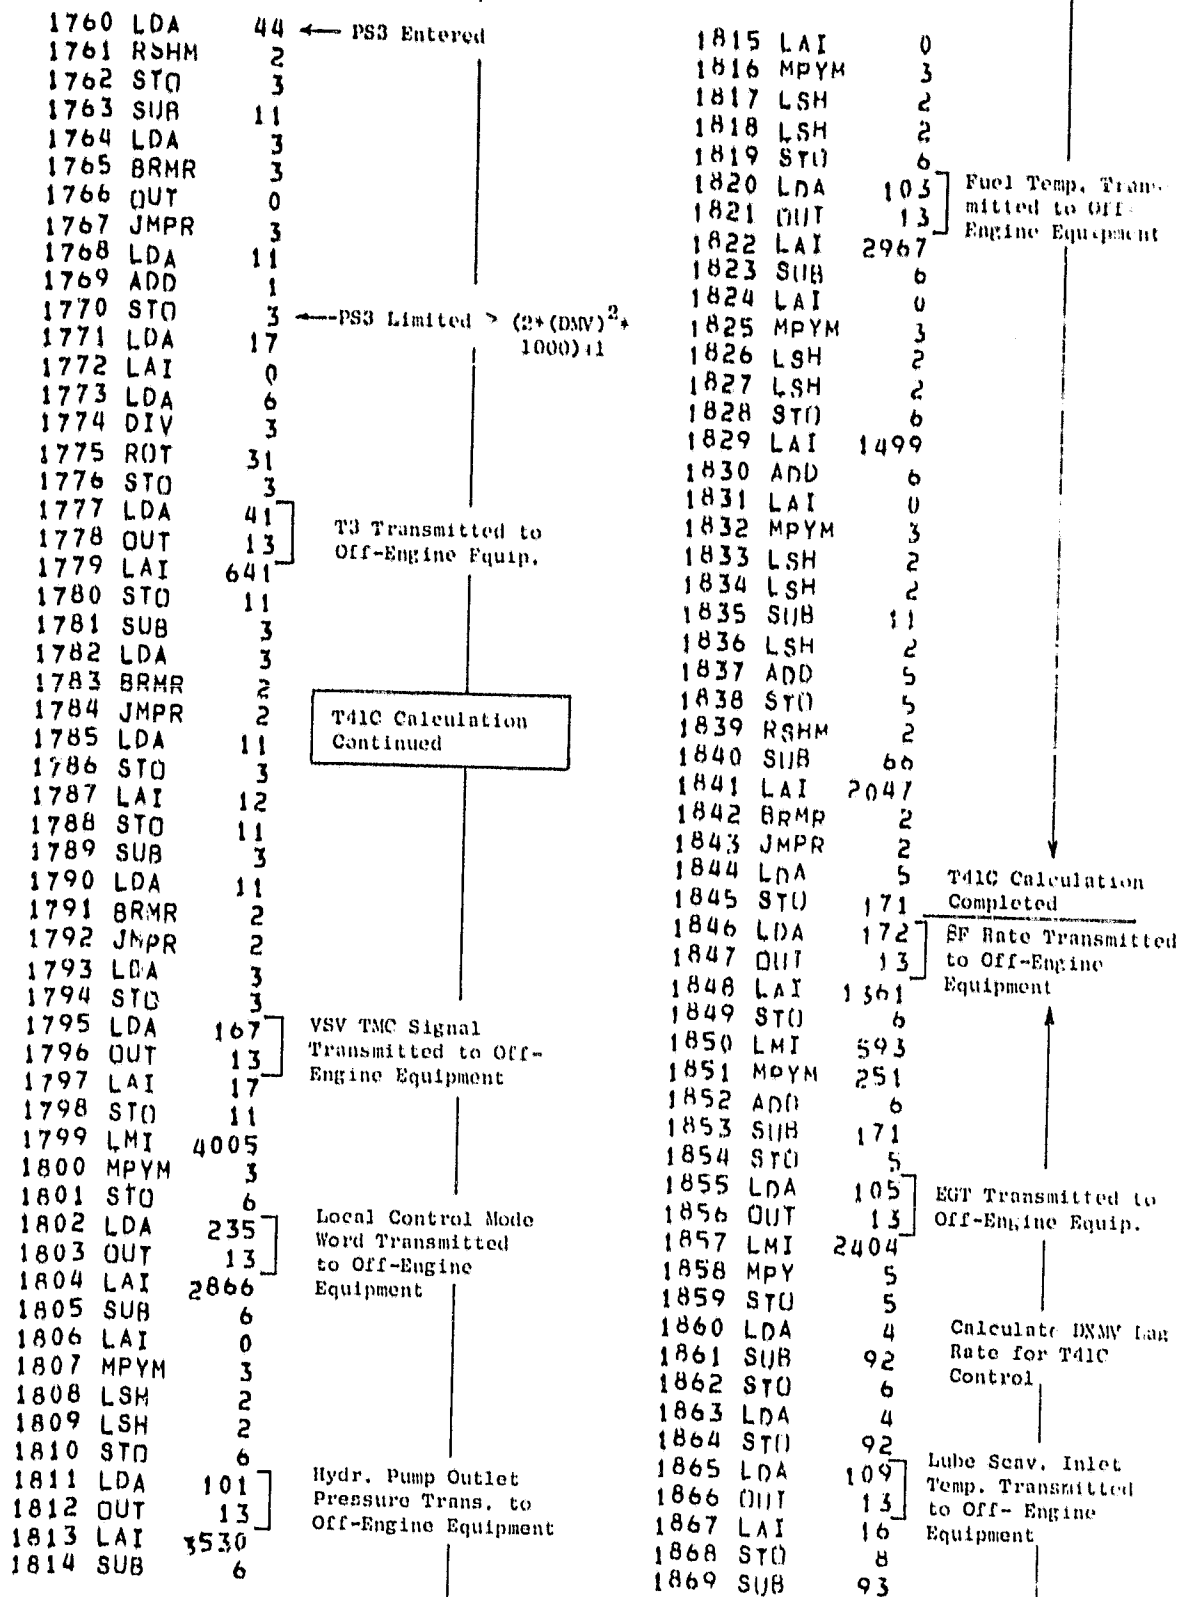 1760 LDA 44 ← PS3 Entered
1761 RSHM 2
1762 STO 3
1763 SUB 11
1764 LDA 3
1765 BRMR 3
1766 OUT 0
1767 JMPR 3
1768 LDA 11
1769 ADD 1
1770 STO 3 ←PS3 Limited > (2*(DMV)²*
1000)+1
1771 LDA 17
1772 LAI 0
1773 LDA 6
1774 DIV 3
1775 ROT 31
1776 STO 3
1777 LDA 41 T3 Transmitted to
1778 OUT 13 Off-Engine Equip.
1779 LAI 641
1780 STO 11
1781 SUB 3
1782 LDA 3
1783 BRMR 2
1784 JMPR 2
T41C Calculation
1785 LDA 11
Continued
1786 STO 3
1787 LAI 12
1788 STO 11
1789 SUB 3
1790 LDA 11
1791 BRMR 2
1792 JMPR 2
1793 LDA 3
1794 STO 3
1795 LDA 167 VSV TMC Signal
1796 OUT 13 Transmitted to Off-
1797 LAI 17 Engine Equipment
1798 STO 11
1799 LMI 4005
1800 MPYM 3
1801 STO 6
1802 LDA 235 Local Control Mode
Word Transmitted
1803 OUT 13 to Off-Engine
1804 LAI 2866 Equipment
1805 SUB 6
1806 LAI 0
1807 MPYM 3
1808 LSH 2
1809 LSH 2
1810 STO 6
1811 LDA 101 Hydr. Pump Outlet
1812 OUT 13 Pressure Trans. to
Off-Engine Equipment
1813 LAI 3530
1814 SUB 6
1815 LAI 0
1816 MPYM 3
1817 LSH 2
1818 LSH 2
1819 STO 6
1820 LDA 103 Fuel Temp. Trans-
mitted to Off-
1821 OUT 13 Engine Equipment
1822 LAI 2967
1823 SUB 6
1824 LAI 0
1825 MPYM 3
1826 LSH 2
1827 LSH 2
1828 STO 6
1829 LAI 1499
1830 ADD 6
1831 LAI 0
1832 MPYM 3
1833 LSH 2
1834 LSH 2
1835 SUB 11
1836 LSH 2
1837 ADD 5
1838 STO 5
1839 RSHM 2
1840 SUB 66
1841 LAI 2047
1842 BRMR 2
1843 JMPR 2
1844 LDA 5 T41C Calculation
1845 STO 171 Completed
1846 LDA 172 SF Rate Transmitted
1847 OUT 13 to Off-Engine
1848 LAI 1361 Equipment
1849 STO 6
1850 LMI 593
1851 MPYM 251
1852 ADD 6
1853 SUB 171
1854 STO 5
1855 LDA 105 EGT Transmitted to
1856 OUT 13 Off-Engine Equip.
1857 LMI 2404
1858 MPY 5
1859 STO 5
1860 LDA 4 Calculate DXMV Lag
1861 SUB 92 Rate for T41C
1862 STO 6 Control
1863 LDA 4
1864 STO 92
1865 LDA 109 Lube Scav. Inlet
Temp. Transmitted
1866 OUT 13 to Off- Engine
1867 LAI 16 Equipment
1868 STO 8
1869 SUB 93